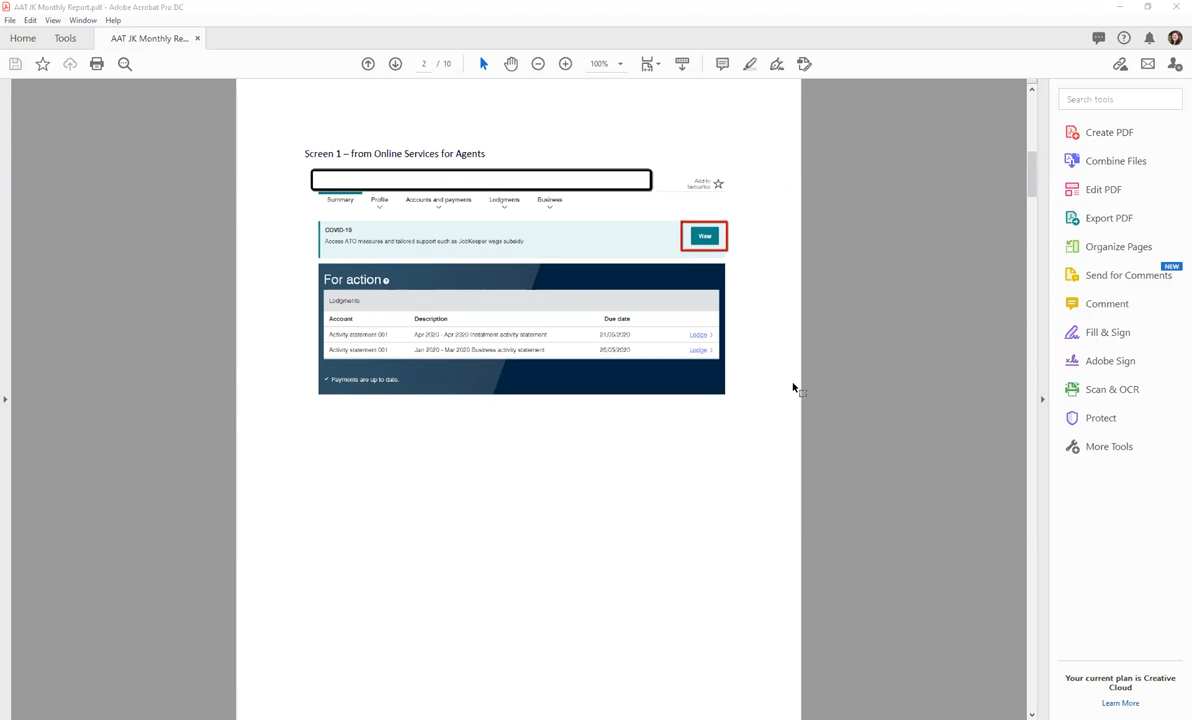 AAT JK Monthly Report.pdf - Adobe Acrobat Pro DC
File Edit View Window Help
Home Tools AAT JK Monthly Re... ×
2 / 10 100%
Search tools
Create PDF
Combine Files
Edit PDF
Export PDF
Organize Pages
NEW
Send for Comments
Comment
Fill & Sign
Adobe Sign
Scan & OCR
Protect
More Tools
Your current plan is Creative
Cloud
Learn More
Screen 1 – from Online Services for Agents
Add to
favourites
Summary Profile Accounts and payments Lodgments Business
COVID-19
Access ATO measures and tailored support such as JobKeeper wage subsidy
View
For action
Lodgments
Account Description Due date
Activity statement 001 Apr 2020 - Apr 2020 Instalment activity statement 21/05/2020 Lodge >
Activity statement 001 Jan 2020 - Mar 2020 Business activity statement 26/05/2020 Lodge >
✓ Payments are up to date.